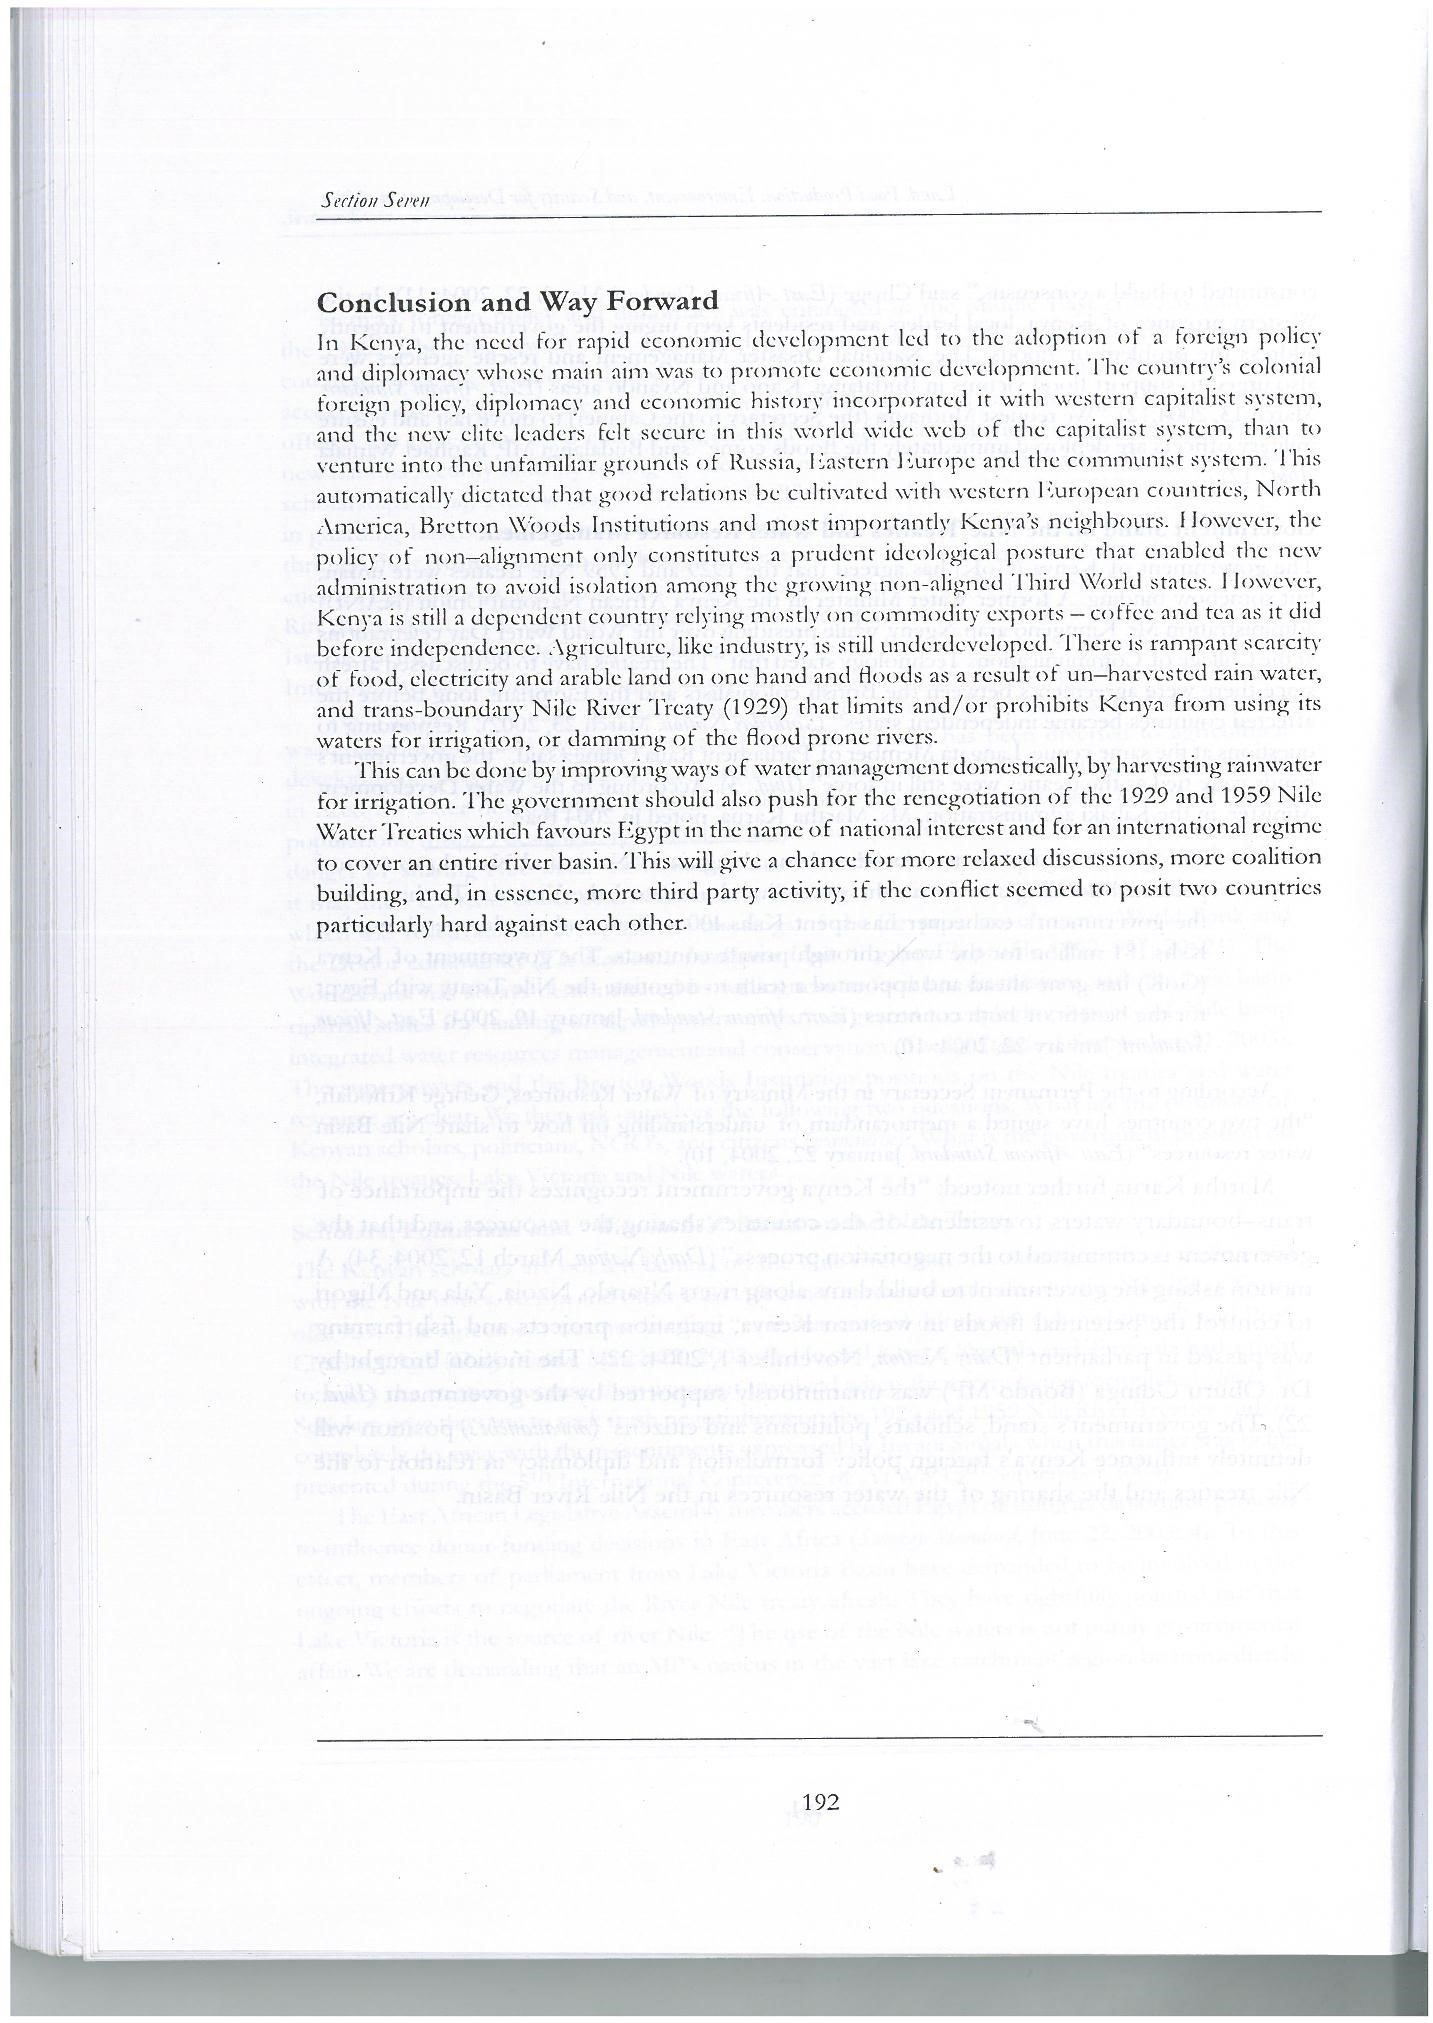 Section Seven
Conclusion and Way Forward
In Kenya, the need for rapid economic development led to the adoption of a foreign policy
and diplomacy whose main aim was to promote economic development. The country's colonial
foreign policy, diplomacy and economic history incorporated it with western capitalist system,
and the new elite leaders felt secure in this world wide web of the capitalist system, than to
venture into the unfamiliar grounds of Russia, Eastern Europe and the communist system. This
automatically dictated that good relations be cultivated with western European countries, North
America, Bretton Woods Institutions and most importantly Kenya's neighbours. However, the
policy of non–alignment only constitutes a prudent ideological posture that enabled the new
administration to avoid isolation among the growing non-aligned Third World states. However,
Kenya is still a dependent country relying mostly on commodity exports – coffee and tea as it did
before independence. Agriculture, like industry, is still underdeveloped. There is rampant scarcity
of food, electricity and arable land on one hand and floods as a result of un–harvested rain water,
and trans-boundary Nile River Treaty (1929) that limits and/or prohibits Kenya from using its
waters for irrigation, or damming of the flood prone rivers.
This can be done by improving ways of water management domestically, by harvesting rainwater
for irrigation. The government should also push for the renegotiation of the 1929 and 1959 Nile
Water Treaties which favours Egypt in the name of national interest and for an international regime
to cover an entire river basin. This will give a chance for more relaxed discussions, more coalition
building, and, in essence, more third party activity, if the conflict seemed to posit two countries
particularly hard against each other.
192